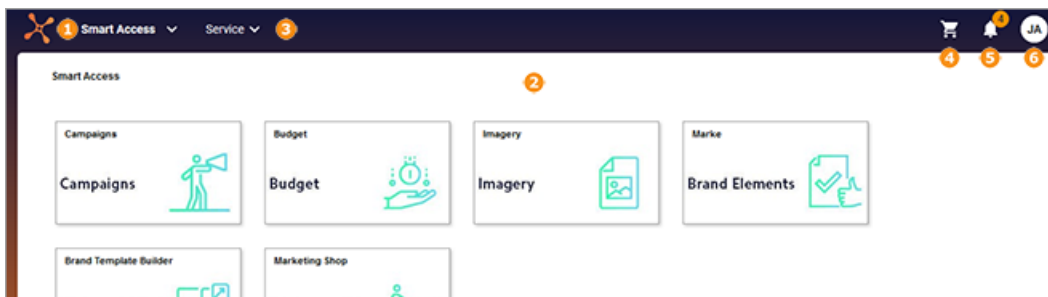 1 Smart Access Service 3 4 JA
4 5 6
Smart Access 2
Campaigns Budget Imagery Marke
Campaigns Budget Imagery Brand Elements
Brand Template Builder Marketing Shop